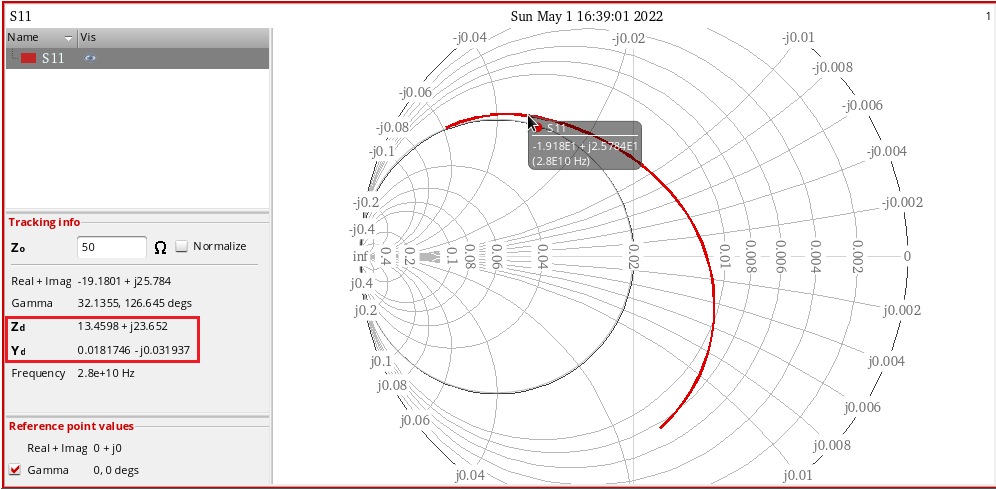 S11
Sun May 1 16:39:01 2022
1
Name Vis
S11
Tracking info
Zo 50 Ω Normalize
Real + Imag -19.1801 + j25.784
Gamma 32.1355, 126.645 degs
Zd 13.4598 + j23.652
Yd 0.0181746 - j0.031937
Frequency 2.8e+10 Hz
Reference point values
Real + Imag 0 + j0
Gamma 0, 0 degs
-j0.04 -j0.02 -j0.01
-j0.008
-j0.06
-j0.006
-j0.08
-j0.1
-j0.004
-j0.2
-j0.002
-j0.4
S11
-1.918E1 + j2.5784E1
(2.8E10 Hz)
inf 0.4 0.2 0.1 0.08 0.06 0.04 0.02 0.01 0.008 0.006 0.004 0.002 0
j0.4
j0.2
j0.002
j0.1
j0.004
j0.08
j0.06
j0.006
j0.008
j0.04 j0.01